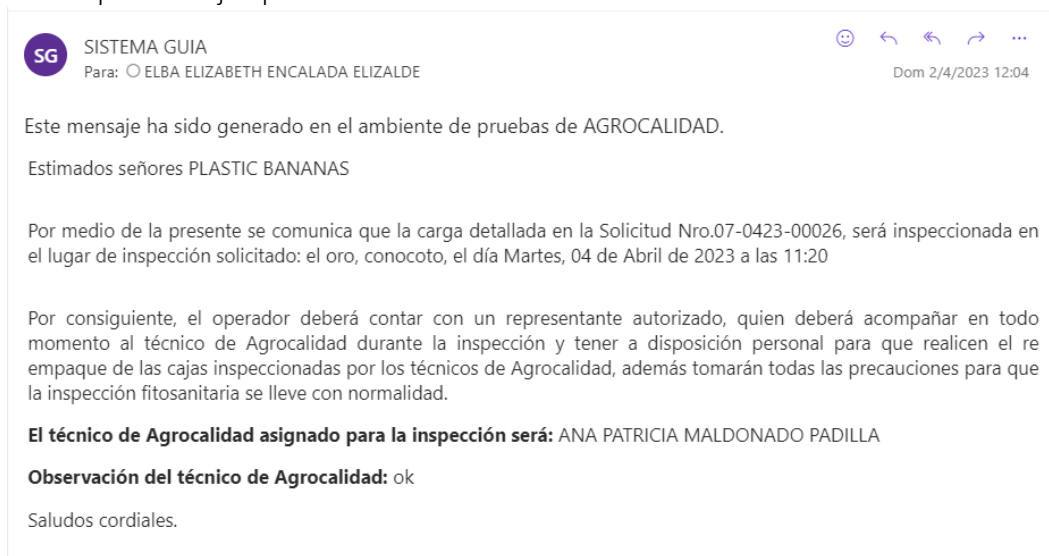 SG
SISTEMA GUIA
Para: ELBA ELIZABETH ENCALADA ELIZALDE
Dom 2/4/2023 12:04
Este mensaje ha sido generado en el ambiente de pruebas de AGROCALIDAD.
Estimados señores PLASTIC BANANAS
Por medio de la presente se comunica que la carga detallada en la Solicitud Nro.07-0423-00026, será inspeccionada en
el lugar de inspección solicitado: el oro, conocoto, el día Martes, 04 de Abril de 2023 a las 11:20
Por consiguiente, el operador deberá contar con un representante autorizado, quien deberá acompañar en todo
momento al técnico de Agrocalidad durante la inspección y tener a disposición personal para que realicen el re
empaque de las cajas inspeccionadas por los técnicos de Agrocalidad, además tomarán todas las precauciones para que
la inspección fitosanitaria se lleve con normalidad.
El técnico de Agrocalidad asignado para la inspección será: ANA PATRICIA MALDONADO PADILLA
Observación del técnico de Agrocalidad: ok
Saludos cordiales.